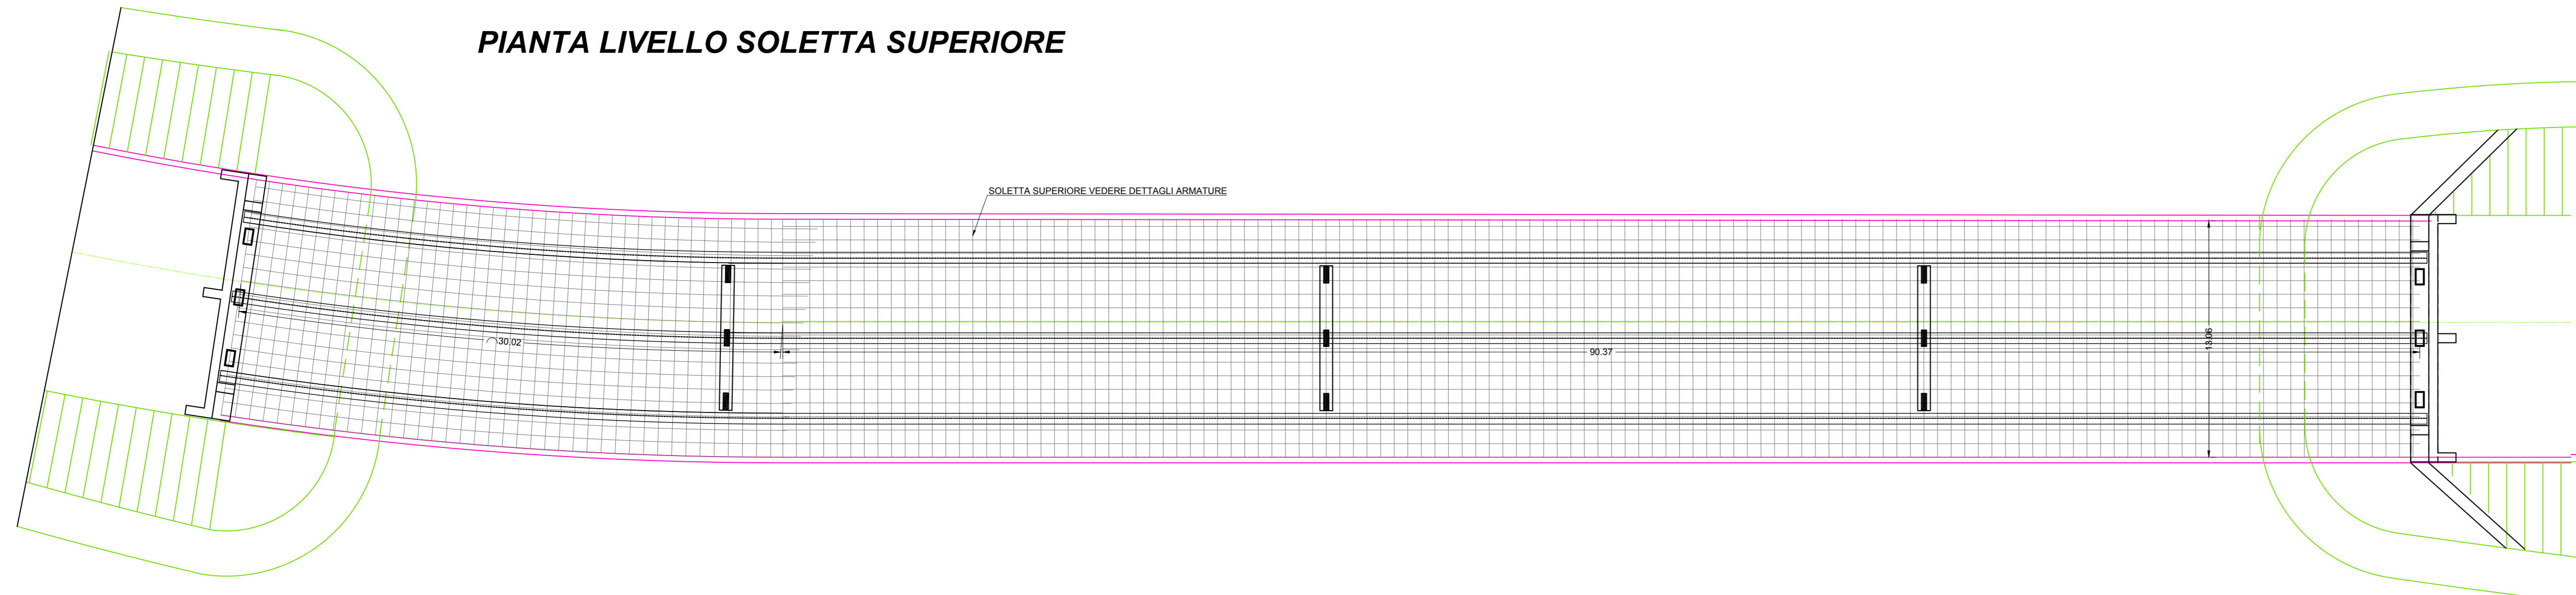 PIANTA LIVELLO SOLETTA SUPERIORE
SOLETTA SUPERIORE VEDERE DETTAGLI ARMATURE
30.02
90.37
13.06